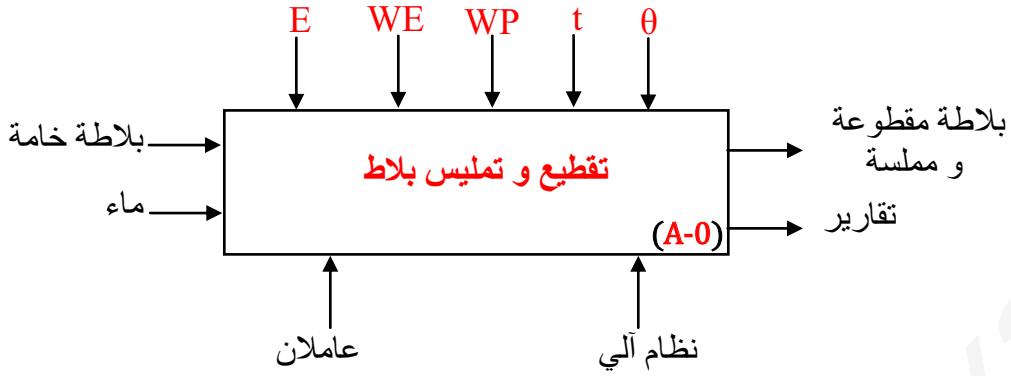 E WE WP t θ
بلاطة خامة
ماء
تقطيع و تمليس بلاط
(A-0)
بلاطة مقطوعة
و مملسة
تقارير
عاملان
نظام آلي